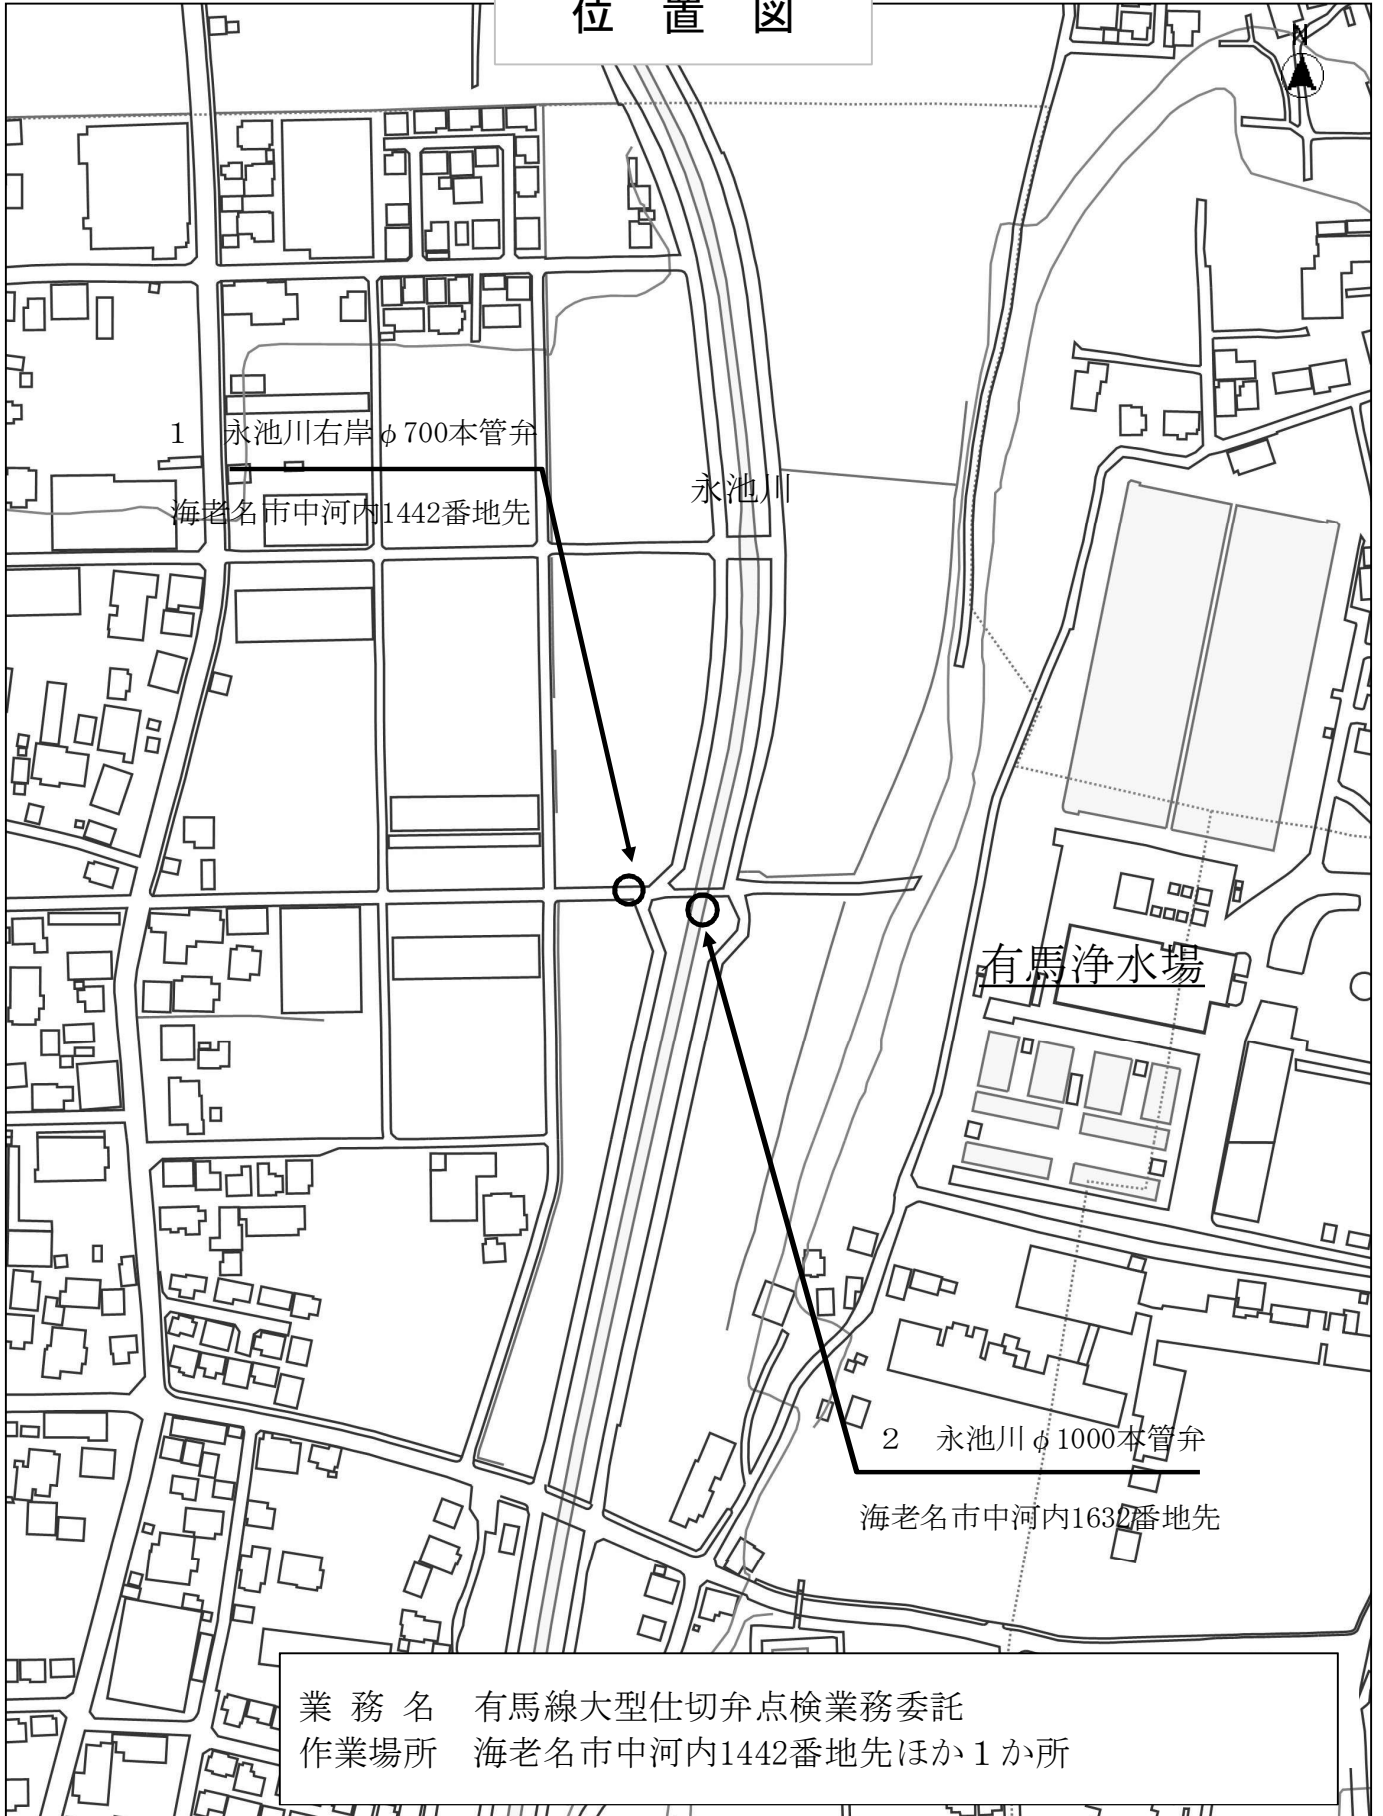 位 置 図
N
1 永池川右岸φ700本管弁
海老名市中河内1442番地先
永池川
有馬浄水場
２ 永池川φ1000本管弁
海老名市中河内1632番地先
業 務 名 有馬線大型仕切弁点検業務委託
作業場所 海老名市中河内1442番地先ほか１か所